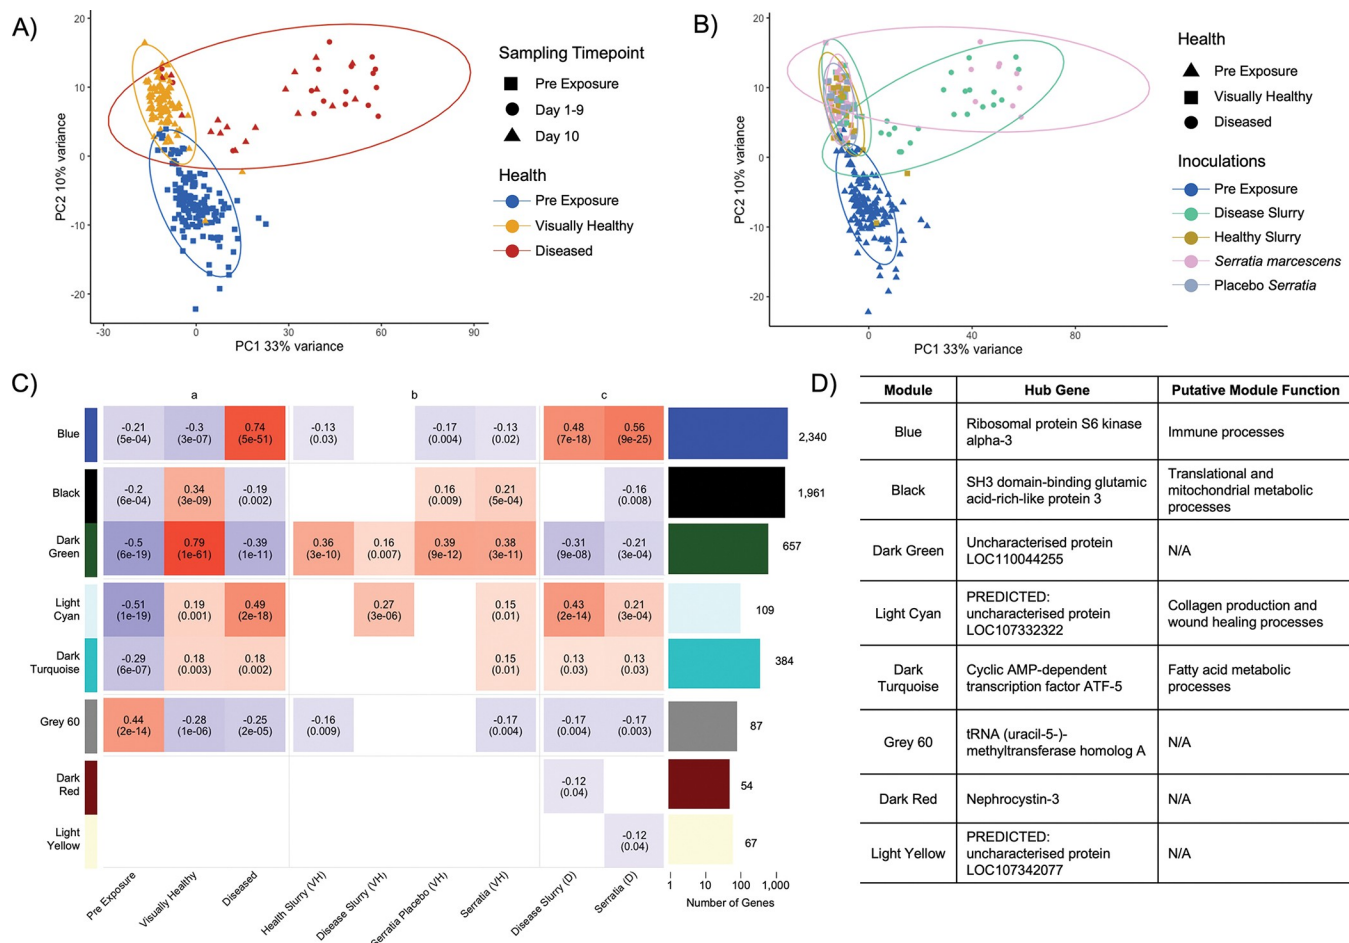 A)
20
10
0
-10
-20
PC2 10% variance
-30
0
30
60
90
PC1 33% variance
Sampling Timepoint
Pre Exposure
Day 1-9
Day 10
Health
Pre Exposure
Visually Healthy
Diseased
B)
20
10
0
-10
-20
PC2 10% variance
0
40
80
PC1 33% variance
Health
Pre Exposure
Visually Healthy
Diseased
Inoculations
Pre Exposure
Disease Slurry
Healthy Slurry
Serratia marcescens
Placebo Serratia
C)
a
b
c
Blue
-0.21 -0.3 0.74 -0.13 -0.17 -0.13 0.48 0.56
(5e-04) (3e-07) (5e-51) (0.03) (0.004) (0.02) (7e-18) (9e-25)
2,340
Black
-0.2 0.34 -0.19 0.16 0.21 -0.16
(6e-04) (3e-09) (0.002) (0.009) (5e-04) (0.008)
1,961
Dark
Green
-0.5 0.79 -0.39 0.36 0.16 0.39 0.38 -0.31 -0.21
(6e-19) (1e-61) (1e-11) (3e-10) (0.007) (9e-12) (3e-11) (9e-08) (3e-04)
657
Light
Cyan
-0.51 0.19 0.49 0.27 0.15 0.43 0.21
(1e-19) (0.001) (2e-18) (3e-06) (0.01) (2e-14) (3e-04)
109
Dark
Turquoise
-0.29 0.18 0.18 0.15 0.13 0.13
(6e-07) (0.003) (0.002) (0.01) (0.03) (0.03)
384
Grey 60
0.44 -0.28 -0.25 -0.16 -0.17 -0.17 -0.17
(2e-14) (1e-06) (2e-05) (0.009) (0.004) (0.004) (0.003)
87
Dark
Red
-0.12
(0.04)
54
Light
Yellow
-0.12
(0.04)
67
Pre Exposure
Visually Healthy
Diseased
Health Slurry (VH)
Disease Slurry (VH)
Serratia Placebo (VH)
Serratia (VH)
Disease Slurry (D)
Serratia (D)
1 10 100 1,000
Number of Genes
D)
Module Hub Gene Putative Module Function
Blue
Ribosomal protein S6 kinase
alpha-3
Immune processes
Black
SH3 domain-binding glutamic
acid-rich-like protein 3
Translational and
mitochondrial metabolic
processes
Dark Green
Uncharacterised protein
LOC110044255
N/A
Light Cyan
PREDICTED:
uncharacterised protein
LOC107332322
Collagen production and
wound healing processes
Dark
Turquoise
Cyclic AMP-dependent
transcription factor ATF-5
Fatty acid metabolic
processes
Grey 60
tRNA (uracil-5-)-
methyltransferase homolog A
N/A
Dark Red
Nephrocystin-3
N/A
Light Yellow
PREDICTED:
uncharacterised protein
LOC107342077
N/A